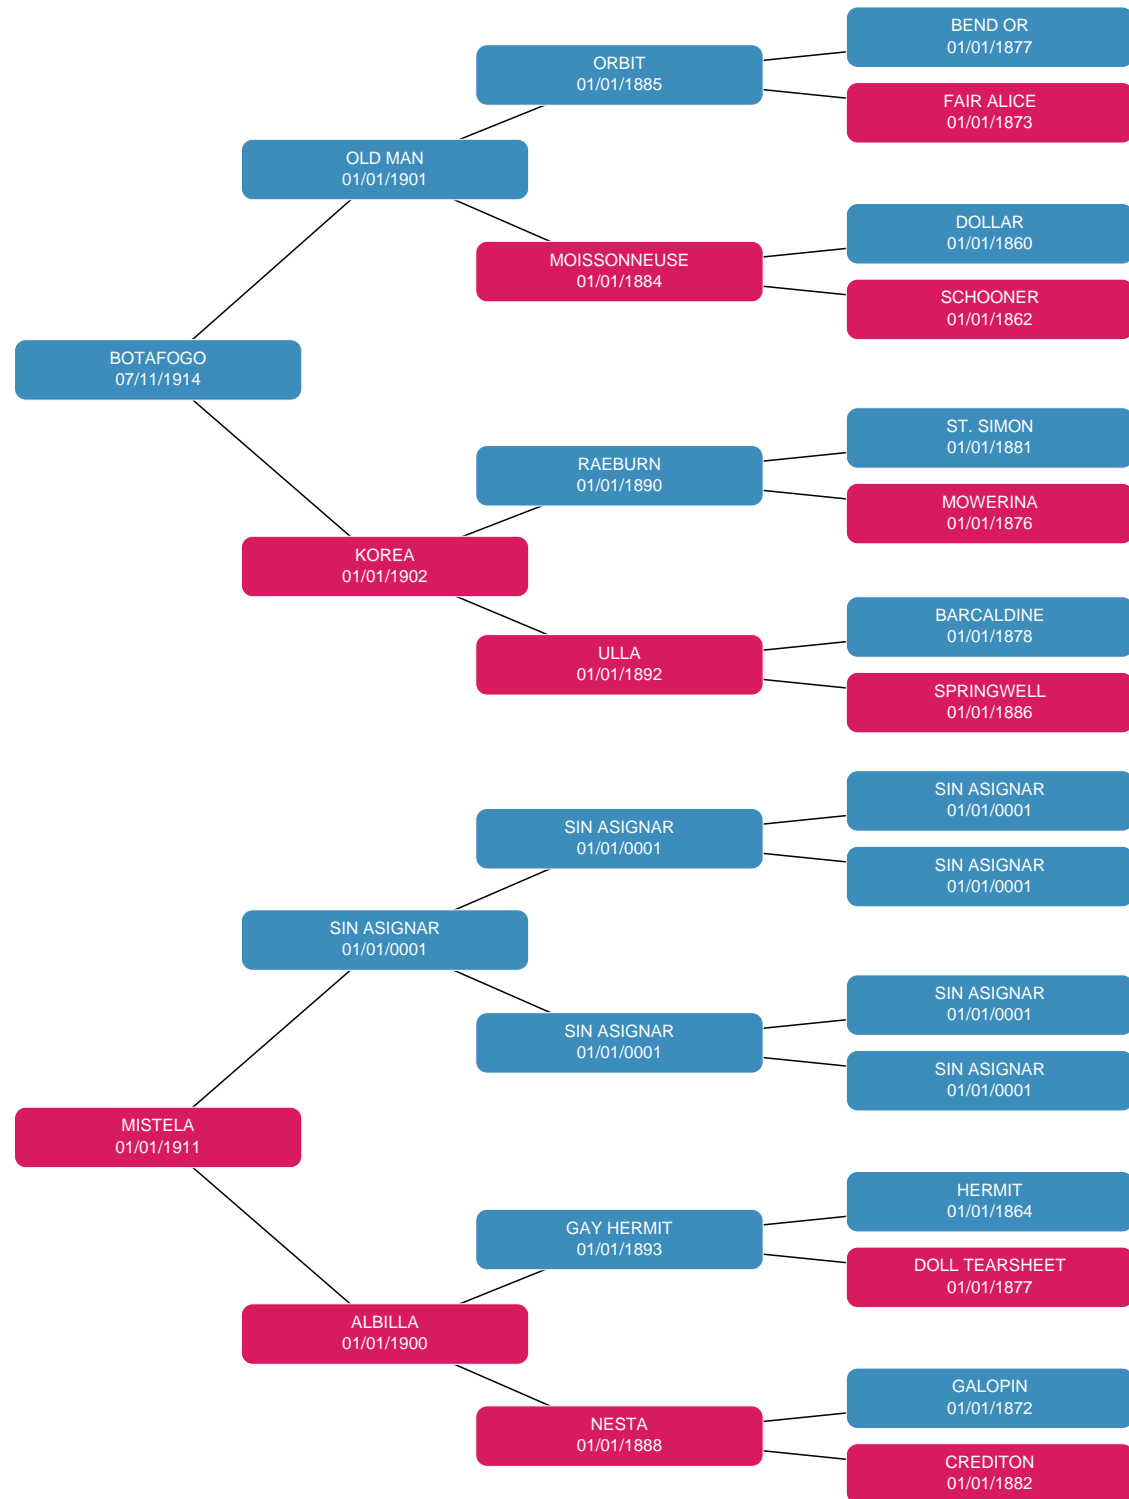 BEND OR
01/01/1877
ORBIT
01/01/1885
FAIR ALICE
01/01/1873
OLD MAN
01/01/1901
DOLLAR
01/01/1860
MOISSONNEUSE
01/01/1884
SCHOONER
01/01/1862
BOTAFOGO
07/11/1914
ST. SIMON
01/01/1881
RAEBURN
01/01/1890
MOWERINA
01/01/1876
KOREA
01/01/1902
BARCALDINE
01/01/1878
ULLA
01/01/1892
SPRINGWELL
01/01/1886
SIN ASIGNAR
01/01/0001
SIN ASIGNAR
01/01/0001
SIN ASIGNAR
01/01/0001
SIN ASIGNAR
01/01/0001
SIN ASIGNAR
01/01/0001
SIN ASIGNAR
01/01/0001
SIN ASIGNAR
01/01/0001
MISTELA
01/01/1911
HERMIT
01/01/1864
GAY HERMIT
01/01/1893
DOLL TEARSHEET
01/01/1877
ALBILLA
01/01/1900
GALOPIN
01/01/1872
NESTA
01/01/1888
CREDITON
01/01/1882